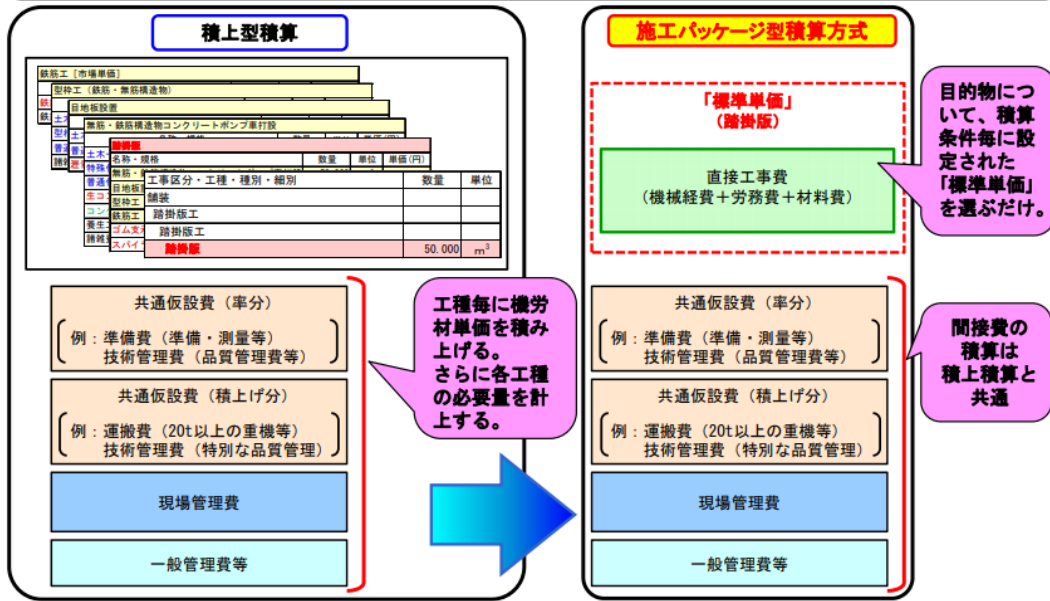 積上型積算
鉄筋工 [市場単価]
型枠工(鉄筋・無筋構造物)
目地板設置
無筋・鉄筋構造物コンクリートポンプ車打設
踏掛版
名称・規格 数量 単位 単価(円)
工事区分・工種・種別・細別 数量 単位
舗装
踏掛版工
踏掛版工
踏掛版 50.000 m³
共通仮設費(率分)
例:準備費(準備・測量等)
技術管理費(品質管理費等)
共通仮設費(積上げ分)
例:運搬費(20t以上の重機等)
技術管理費(特別な品質管理)
現場管理費
一般管理費等
工種毎に機労
材単価を積み
上げる。
さらに各工種
の必要量を計
上する。
施工パッケージ型積算方式
「標準単価」
(踏掛版)
直接工事費
(機械経費+労務費+材料費)
目的物につ
いて、積算
条件毎に設
定された
「標準単価」
を選ぶだけ。
共通仮設費(率分)
例:準備費(準備・測量等)
技術管理費(品質管理費等)
共通仮設費(積上げ分)
例:運搬費(20t以上の重機等)
技術管理費(特別な品質管理)
現場管理費
一般管理費等
間接費の
積算は
積上積算と
共通